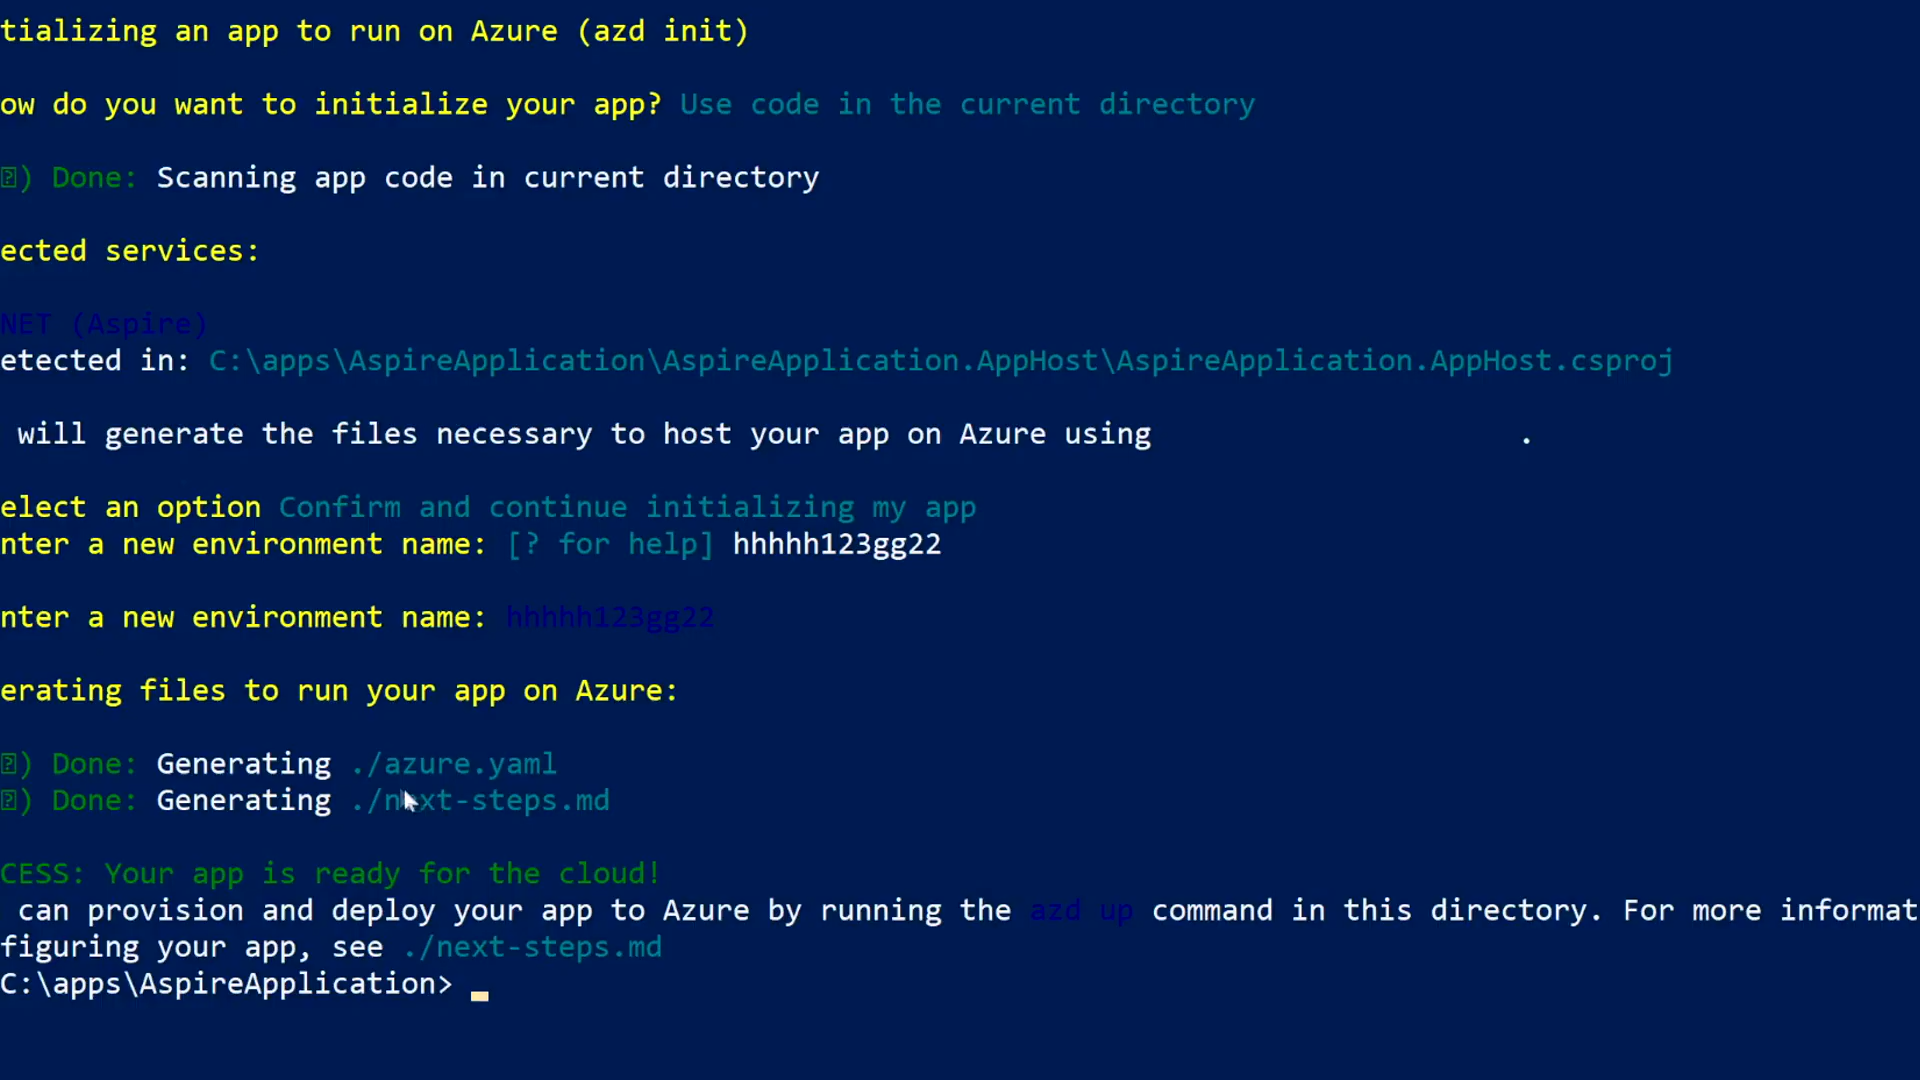 tializing an app to run on Azure (azd init)
ow do you want to initialize your app? Use code in the current directory
) Done: Scanning app code in current directory
ected services:
NET (Aspire)
etected in: C:\apps\AspireApplication\AspireApplication.AppHost\AspireApplication.AppHost.csproj
will generate the files necessary to host your app on Azure using .
elect an option Confirm and continue initializing my app
nter a new environment name: [? for help] hhhhh123gg22
nter a new environment name: hhhhh123gg22
erating files to run your app on Azure:
) Done: Generating ./azure.yaml
) Done: Generating ./next-steps.md
CESS: Your app is ready for the cloud!
can provision and deploy your app to Azure by running the azd up command in this directory. For more informat
figuring your app, see ./next-steps.md
C:\apps\AspireApplication> _